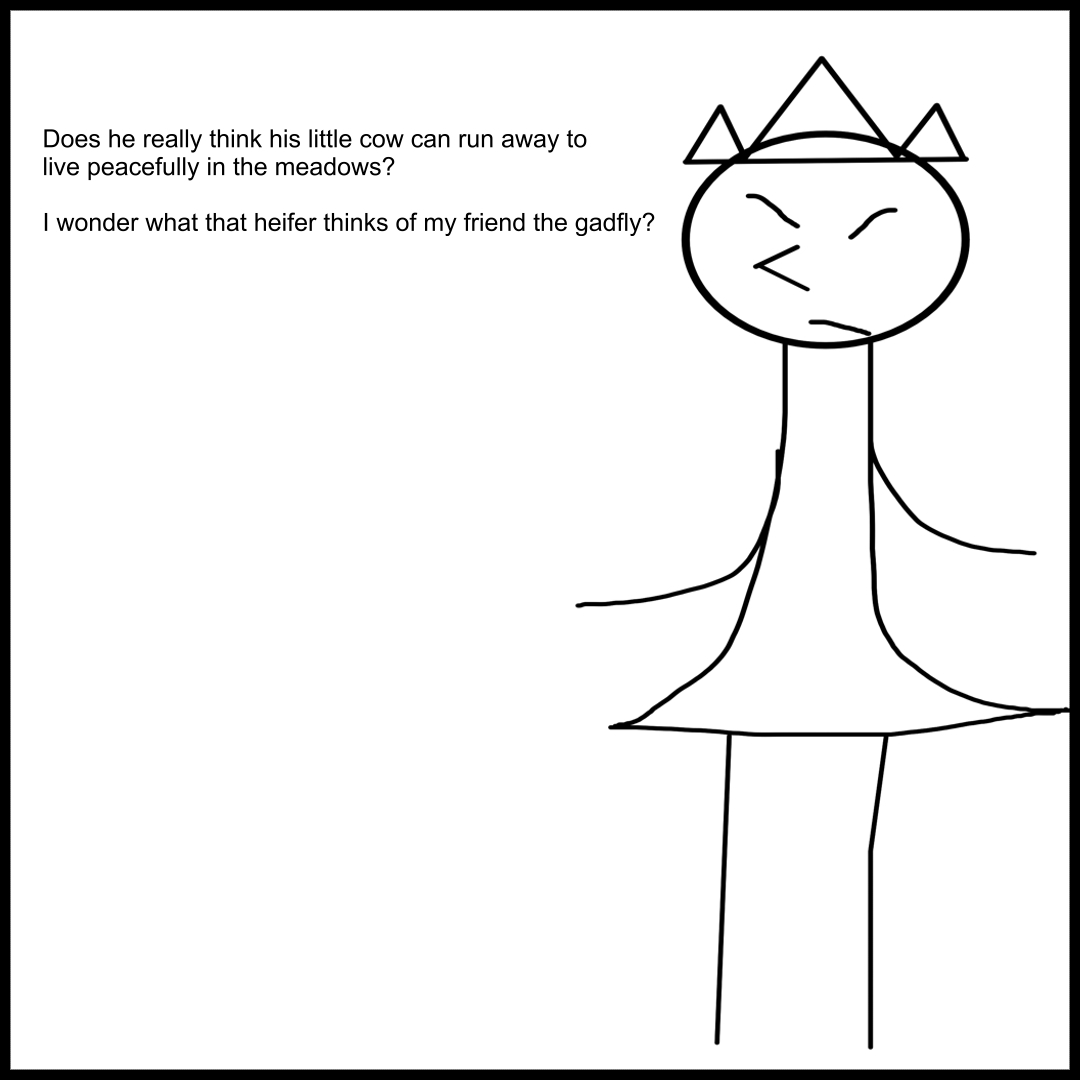 Does he really think his little cow can run away to
live peacefully in the meadows?
I wonder what that heifer thinks of my friend the gadfly?